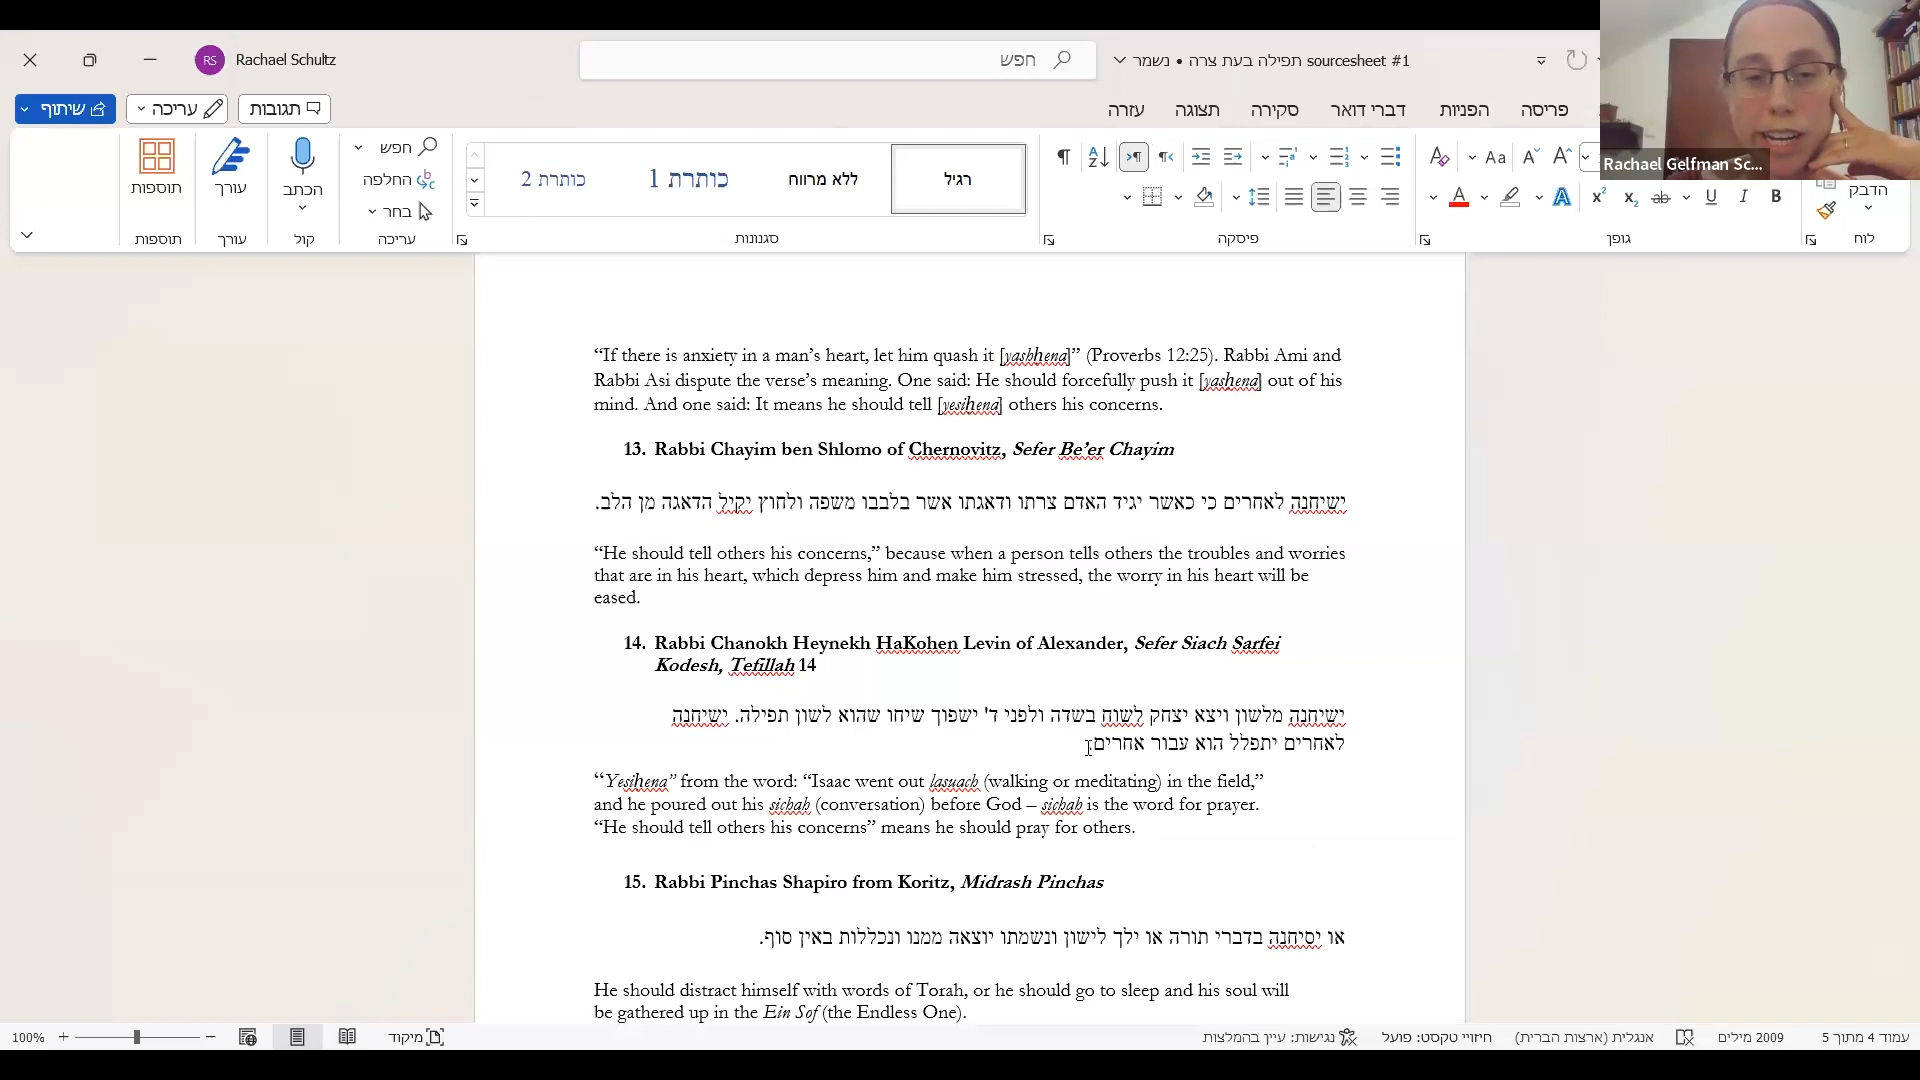 Rachael Schultz
RS
חפש
sourcesheet #1 תפילה בעת צרה • נשמר
שיתוף
עריכה
תגובות
עזרה
תצוגה
סקירה
דברי דואר
הפניות
פריסה
Rachael Gelfman Sc...
תוספות
עורך
הכתב
חפש
החלפה
בחר
כותרת 2
כותרת 1
ללא מרווח
רגיל
הדבק
תוספות
עורך
קול
עריכה
סגנונות
פיסקה
גופן
לוח
“If there is anxiety in a man’s heart, let him quash it [yashhena]” (Proverbs 12:25). Rabbi Ami and
Rabbi Asi dispute the verse’s meaning. One said: He should forcefully push it [yashena] out of his
mind. And one said: It means he should tell [yesihena] others his concerns.
13. Rabbi Chayim ben Shlomo of Chernovitz, Sefer Be’er Chayim
ישיחנה לאחרים כי כאשר יגיד האדם צרתו ודאגתו אשר בלבבו משפה ולחוץ יקיל הדאגה מן הלב.
“He should tell others his concerns,” because when a person tells others the troubles and worries
that are in his heart, which depress him and make him stressed, the worry in his heart will be
eased.
14. Rabbi Chanokh Heynekh HaKohen Levin of Alexander, Sefer Siach Sarfei
Kodesh, Tefillah 14
ישיחנה מלשון ויצא יצחק לשוח בשדה ולפני ד' ישפוך שיחו שהוא לשון תפילה. ישיחנה
לאחרים יתפלל הוא עבור אחרים:
“Yesihena” from the word: “Isaac went out lasuach (walking or meditating) in the field,”
and he poured out his sichah (conversation) before God – sichah is the word for prayer.
“He should tell others his concerns” means he should pray for others.
15. Rabbi Pinchas Shapiro from Koritz, Midrash Pinchas
או יסיחנה בדברי תורה או ילך לישון ונשמתו יוצאה ממנו ונכללות באין סוף.
He should distract himself with words of Torah, or he should go to sleep and his soul will
be gathered up in the Ein Sof (the Endless One).
100%
מיקוד
נגישות: עיין בהמלצות
חיזויי טקסט: פועל
אנגלית (ארצות הברית)
2009 מילים
עמוד 4 מתוך 5